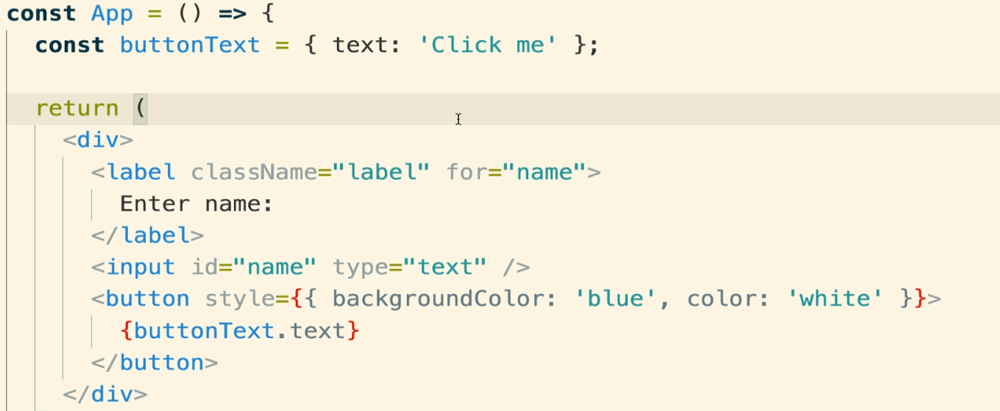 const App = () => {
  const buttonText = { text: 'Click me' };

  return (
    <div>
      <label className="label" for="name">
        Enter name:
      </label>
      <input id="name" type="text" />
      <button style={{ backgroundColor: 'blue', color: 'white' }}>
        {buttonText.text}
      </button>
    </div>